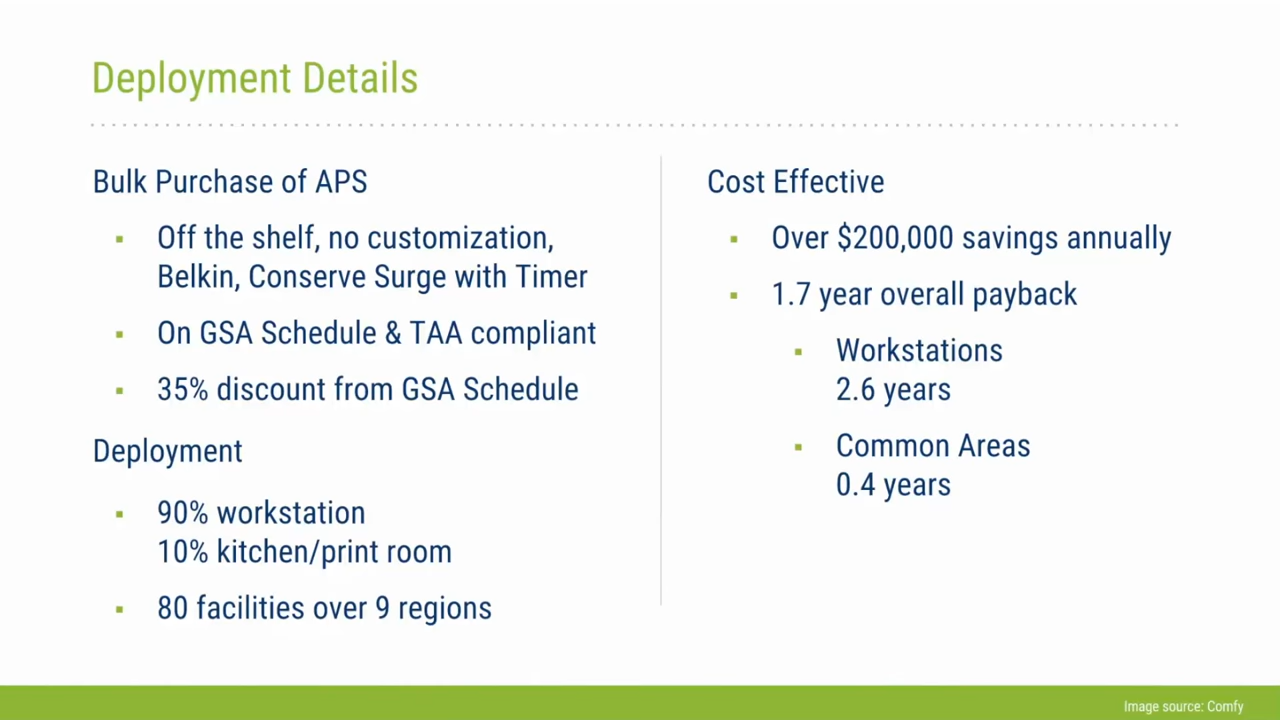 Deployment Details
Bulk Purchase of APS
Off the shelf, no customization,
Belkin, Conserve Surge with Timer
On GSA Schedule & TAA compliant
35% discount from GSA Schedule
Deployment
90% workstation
10% kitchen/print room
80 facilities over 9 regions
Cost Effective
Over $200,000 savings annually
1.7 year overall payback
Workstations
2.6 years
Common Areas
0.4 years
Image source: Comfy